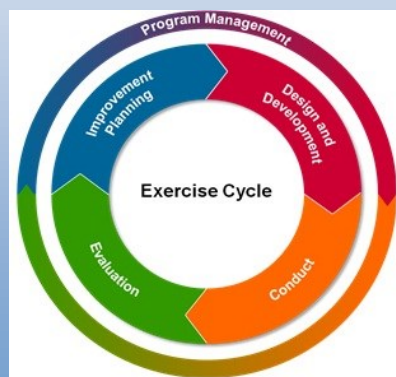 Program Management
Improvement
Planning
Design and
Development
Exercise Cycle
Evaluation
Conduct